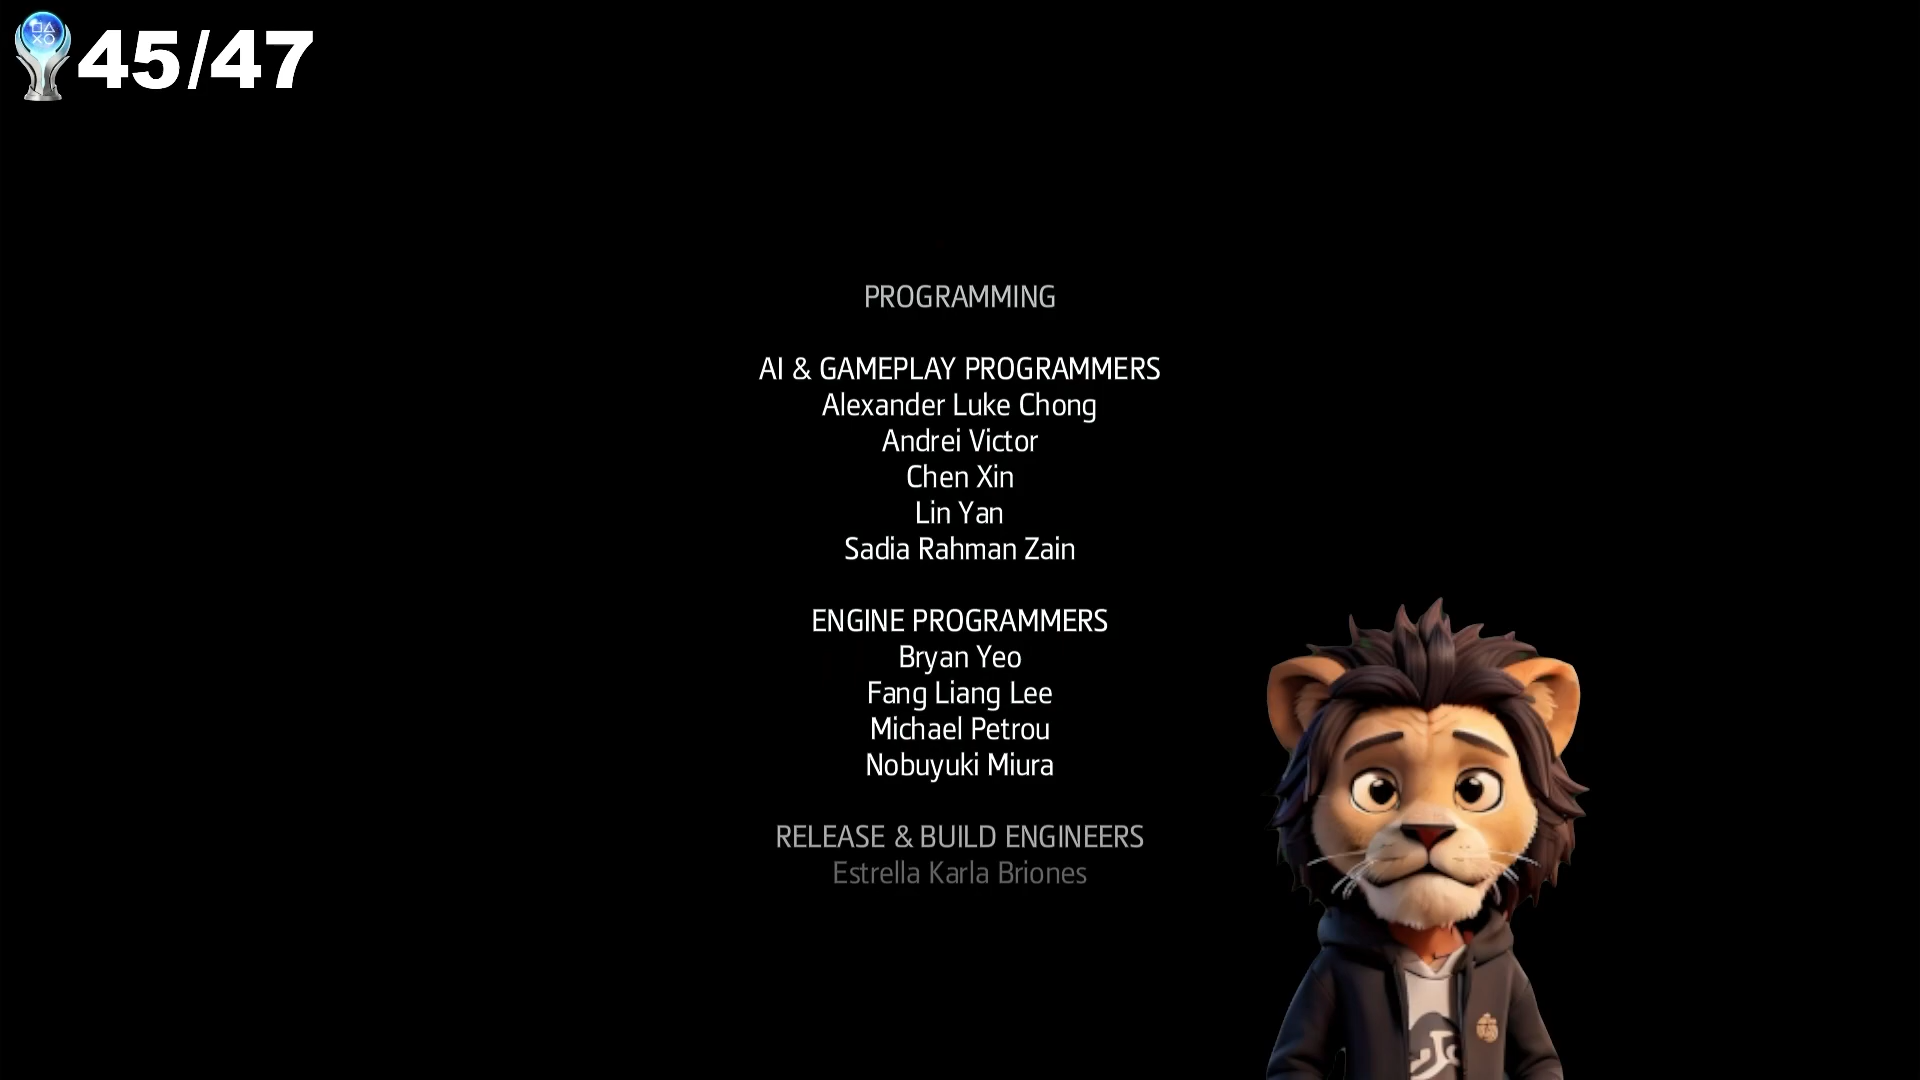 45/47
PROGRAMMING
AI & GAMEPLAY PROGRAMMERS
Alexander Luke Chong
Andrei Victor
Chen Xin
Lin Yan
Sadia Rahman Zain
ENGINE PROGRAMMERS
Bryan Yeo
Fang Liang Lee
Michael Petrou
Nobuyuki Miura
RELEASE & BUILD ENGINEERS
Estrella Karla Briones